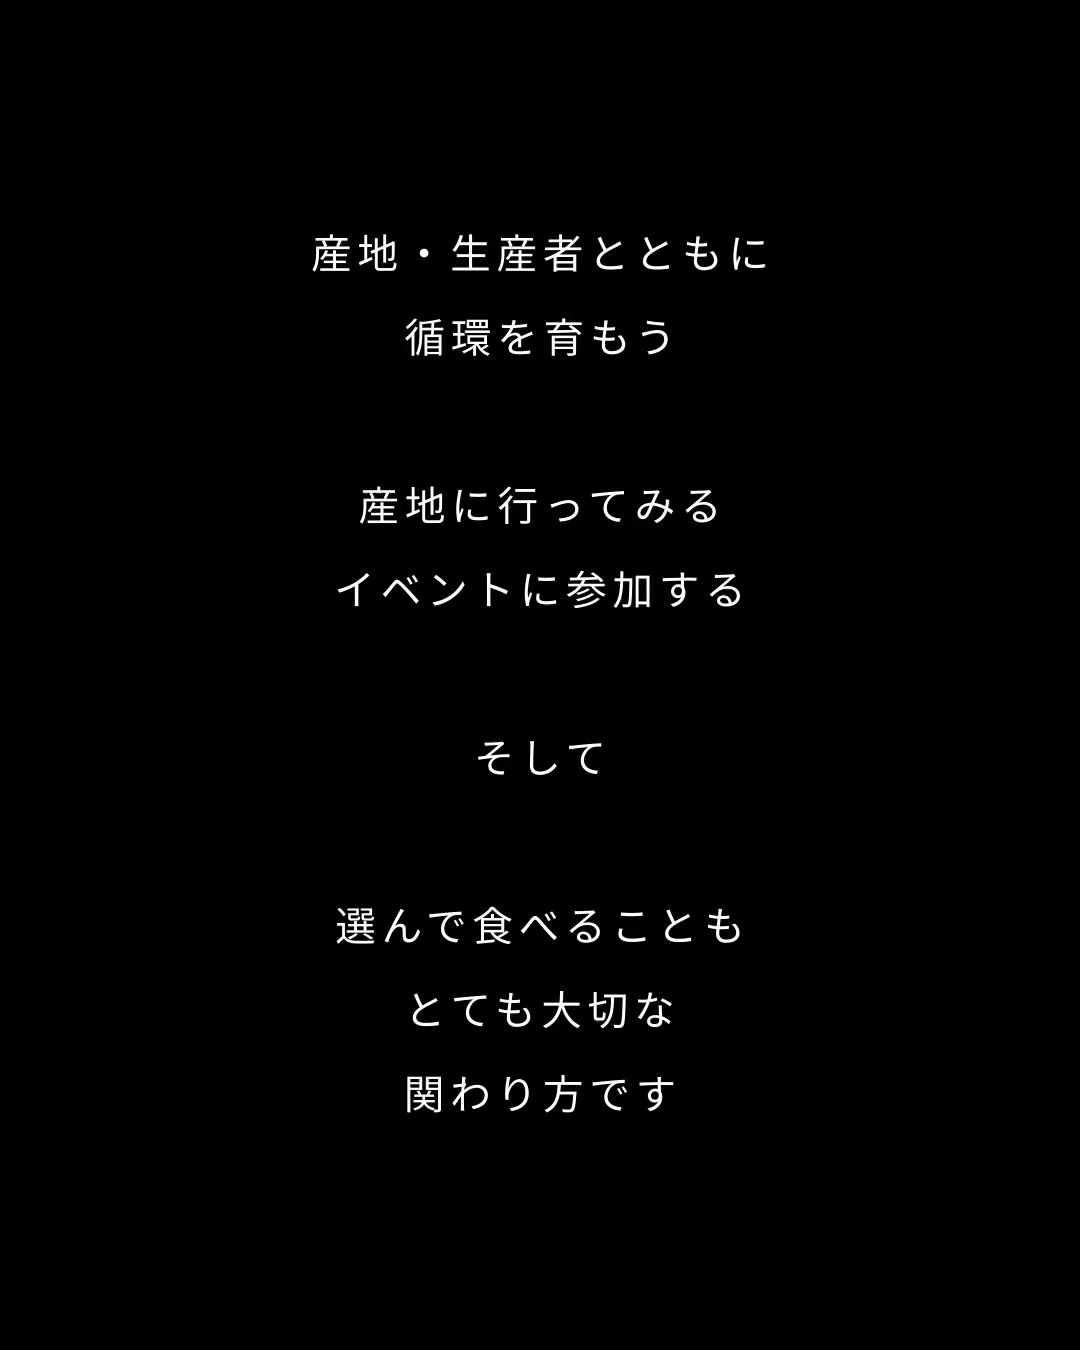 産地・生産者とともに
循環を育もう
産地に行ってみる
イベントに参加する
そして
選んで食べることも
とても大切な
関わり方です